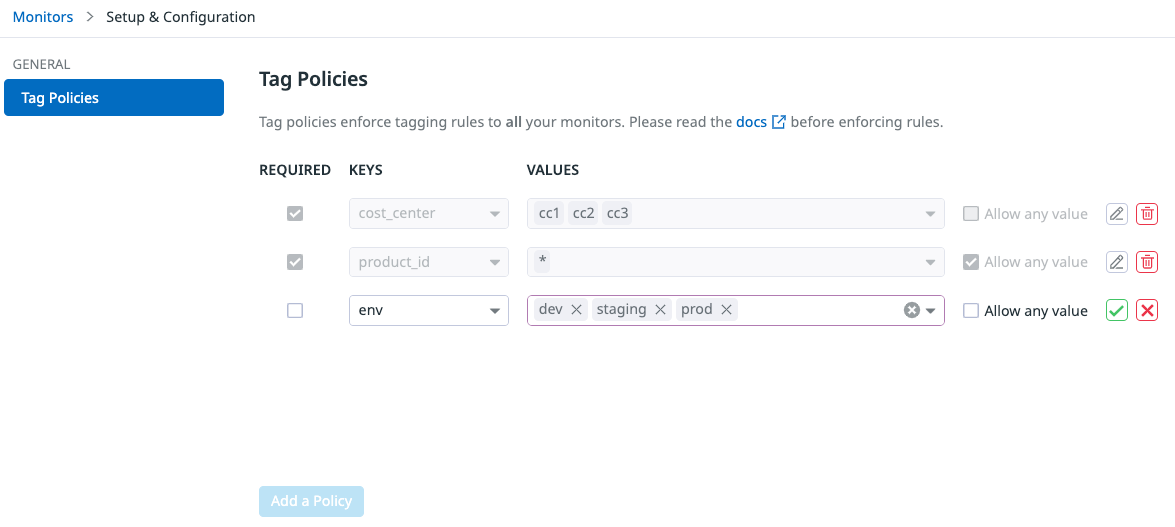 Monitors > Setup & Configuration
GENERAL
Tag Policies
Tag Policies
Tag policies enforce tagging rules to all your monitors. Please read the docs before enforcing rules.
REQUIRED KEYS VALUES
cost_center cc1 cc2 cc3 Allow any value
product_id * Allow any value
env dev staging prod Allow any value
Add a Policy